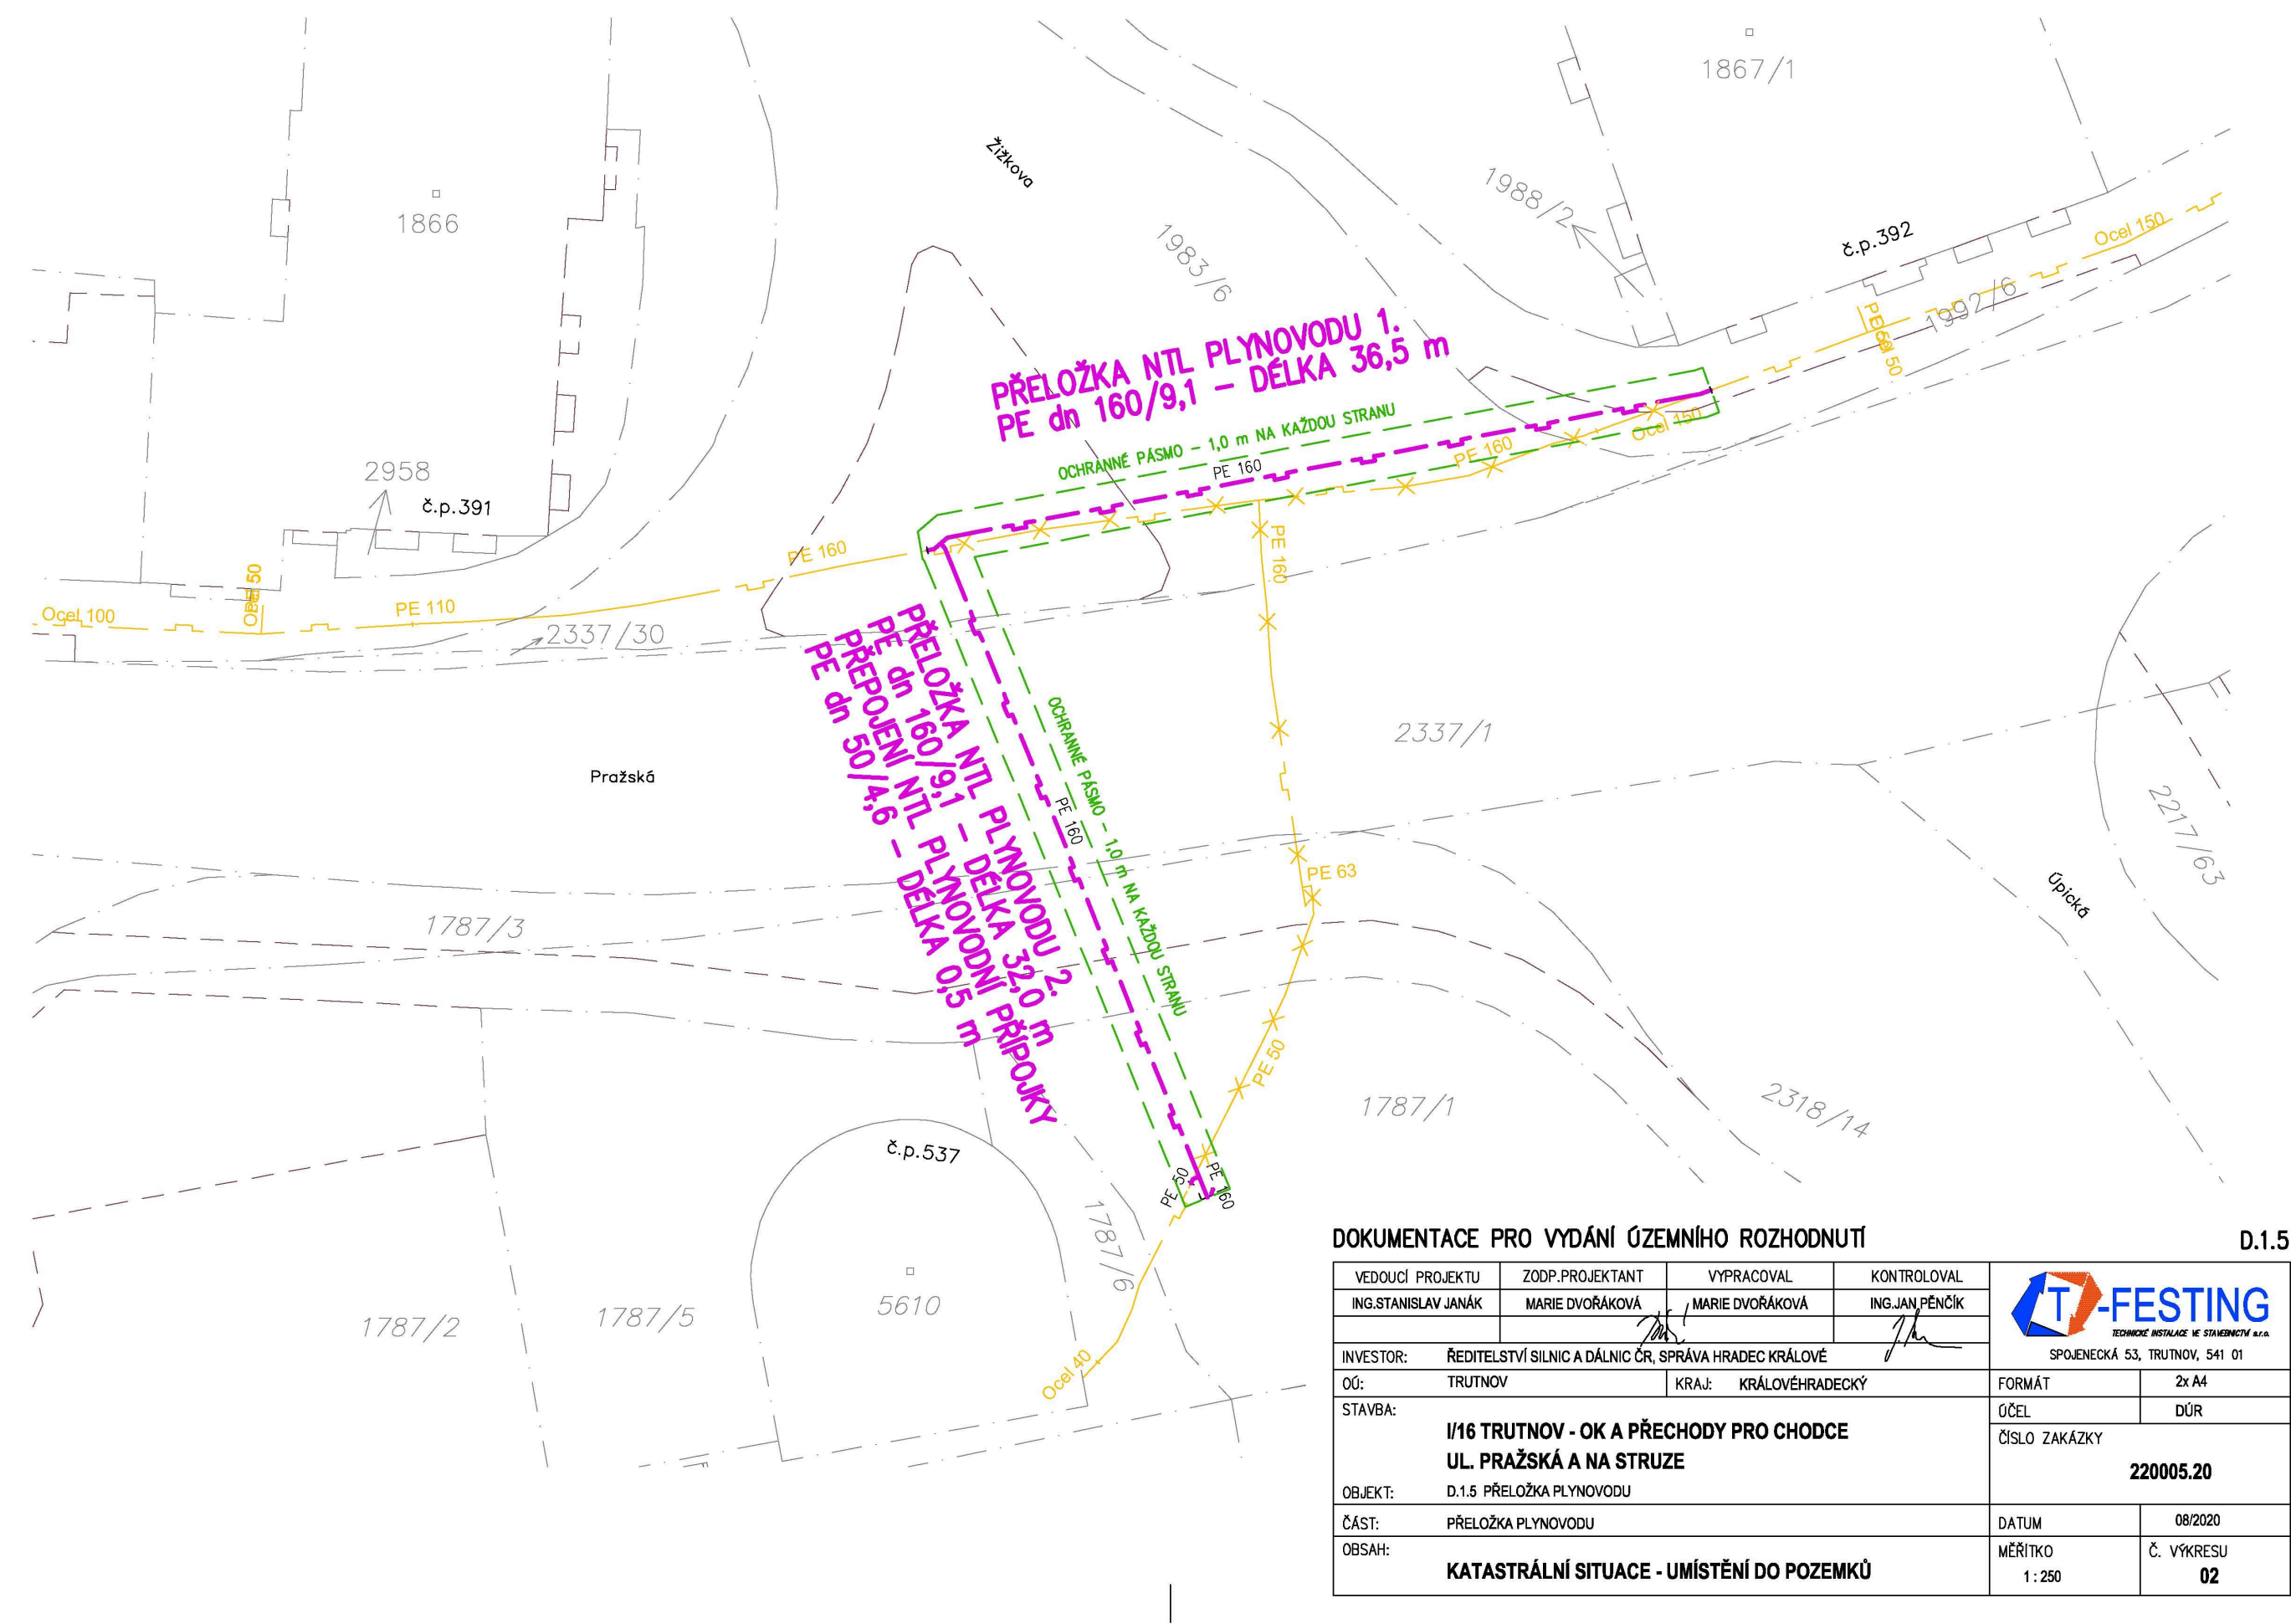 1867/1
Žižkova
1866
1988/2
1983/6
č.p.392
Ocel 150
1992/6
PŘELOŽKA NTL PLYNOVODU 1.
PE dn 160/9,1 – DÉLKA 36,5 m
OCHRANNÉ PÁSMO – 1,0 m NA KAŽDOU STRANU
PE 160
PE 160
Ocel 150
2958
č.p.391
PE 160
PE 160
Ocel 100
PE 110
2337/30
PŘELOŽKA NTL PLYNOVODU 2.
PE dn 160/9,1 – DÉLKA 32,0 m
PŘEPOJENÍ NTL PLYNOVODNÍ PŘÍPOJKY
PE dn 50/4,6 – DÉLKA 0,5 m
OCHRANNÉ PÁSMO – 1,0 m NA KAŽDOU STRANU
PE 160
2337/1
Pražská
2217/63
PE 63
Úpická
1787/3
PE 50
1787/1
2318/14
č.p.537
PE 50
PE 160
1787/6
5610
1787/5
1787/2
Ocel 40
DOKUMENTACE PRO VYDÁNÍ ÚZEMNÍHO ROZHODNUTÍ
D.1.5
VEDOUCÍ PROJEKTU
ZODP.PROJEKTANT
VYPRACOVAL
KONTROLOVAL
ING.STANISLAV JANÁK
MARIE DVOŘÁKOVÁ
MARIE DVOŘÁKOVÁ
ING.JAN PĚNČÍK
T-FESTING
TECHNICKÉ INSTALACE VE STAVEBNICTVÍ s.r.o.
SPOJENECKÁ 53, TRUTNOV, 541 01
INVESTOR: ŘEDITELSTVÍ SILNIC A DÁLNIC ČR, SPRÁVA HRADEC KRÁLOVÉ
OÚ: TRUTNOV
KRAJ: KRÁLOVÉHRADECKÝ
FORMÁT
2x A4
STAVBA:
I/16 TRUTNOV - OK A PŘECHODY PRO CHODCE
UL. PRAŽSKÁ A NA STRUZE
ÚČEL
DÚR
ČÍSLO ZAKÁZKY
220005.20
OBJEKT: D.1.5 PŘELOŽKA PLYNOVODU
ČÁST: PŘELOŽKA PLYNOVODU
DATUM
08/2020
OBSAH:
KATASTRÁLNÍ SITUACE - UMÍSTĚNÍ DO POZEMKŮ
MĚŘÍTKO
1 : 250
Č. VÝKRESU
02